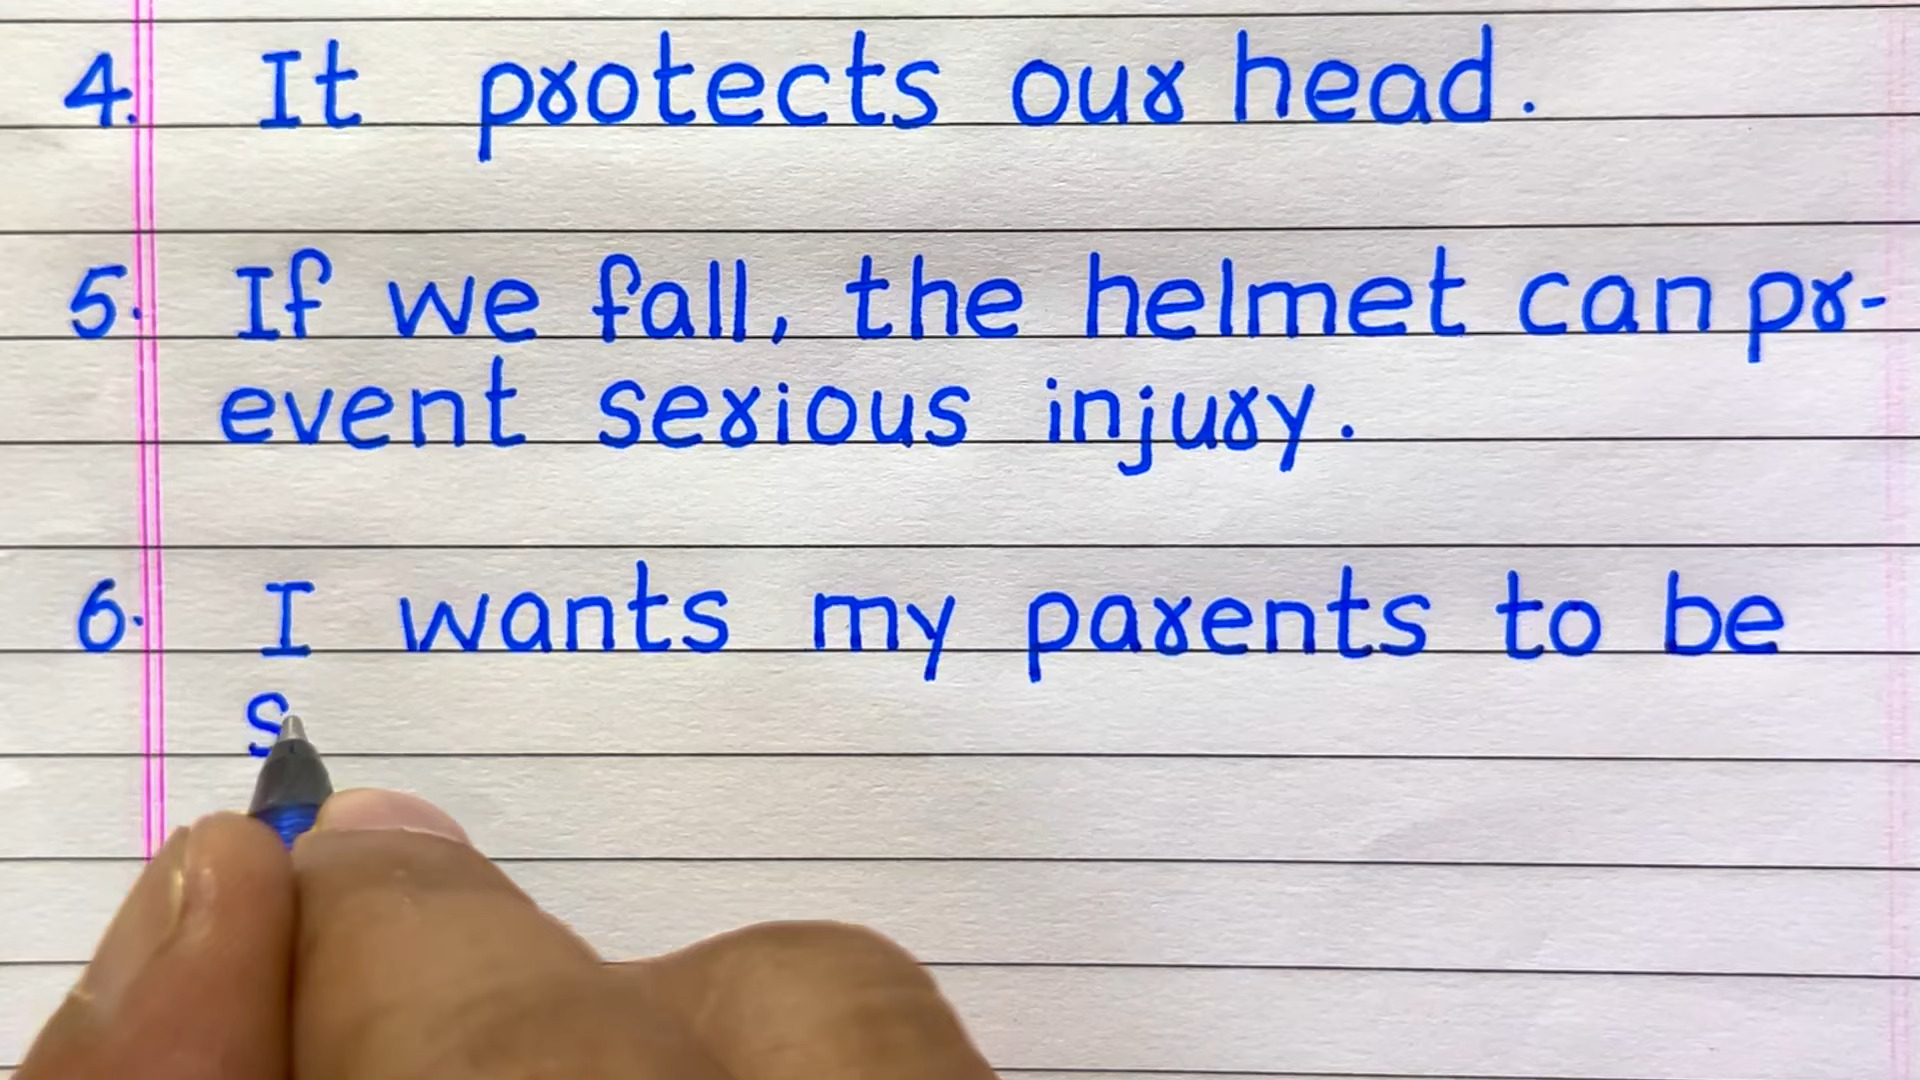 4. It protects our head.
5. If we fall, the helmet can pr-
event serious injury.
6. I wants my parents to be
s